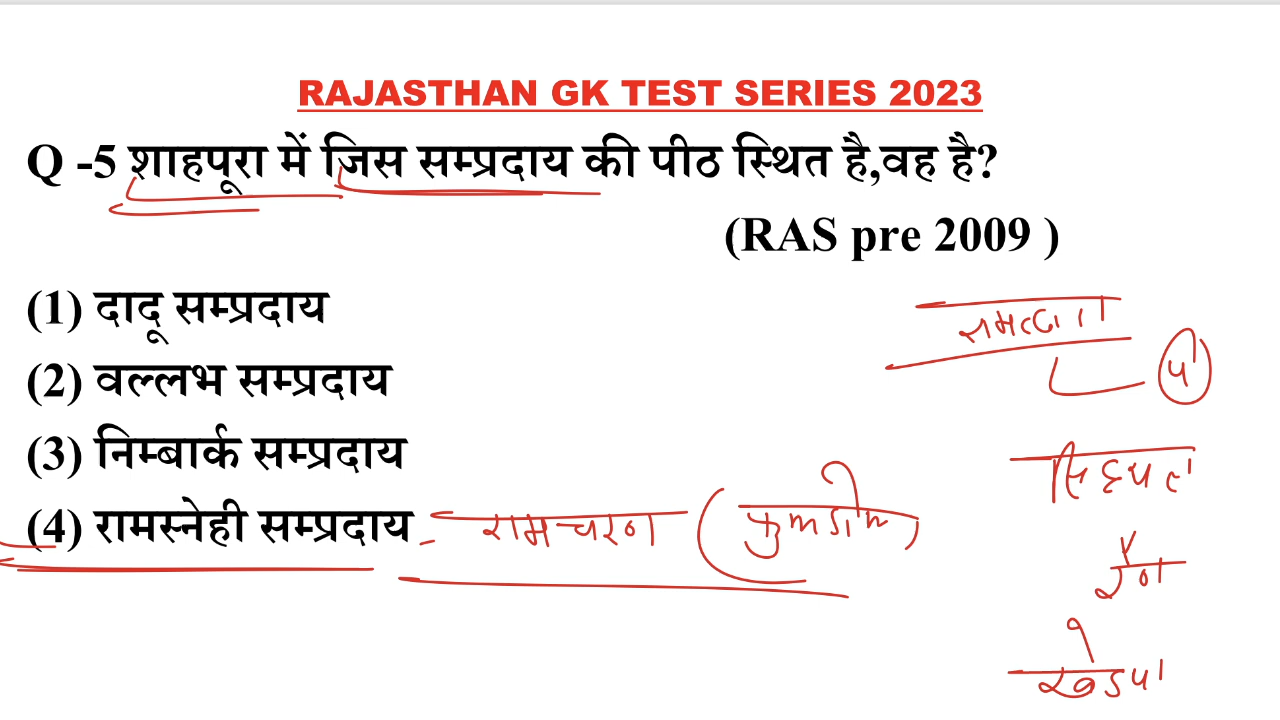 RAJASTHAN GK TEST SERIES 2023
Q -5 शाहपूरा में जिस सम्प्रदाय की पीठ स्थित है,वह है?
(RAS pre 2009 )
(1) दादू सम्प्रदाय
(2) वल्लभ सम्प्रदाय
(3) निम्बार्क सम्प्रदाय
(4) रामस्नेही सम्प्रदाय - रामचरण